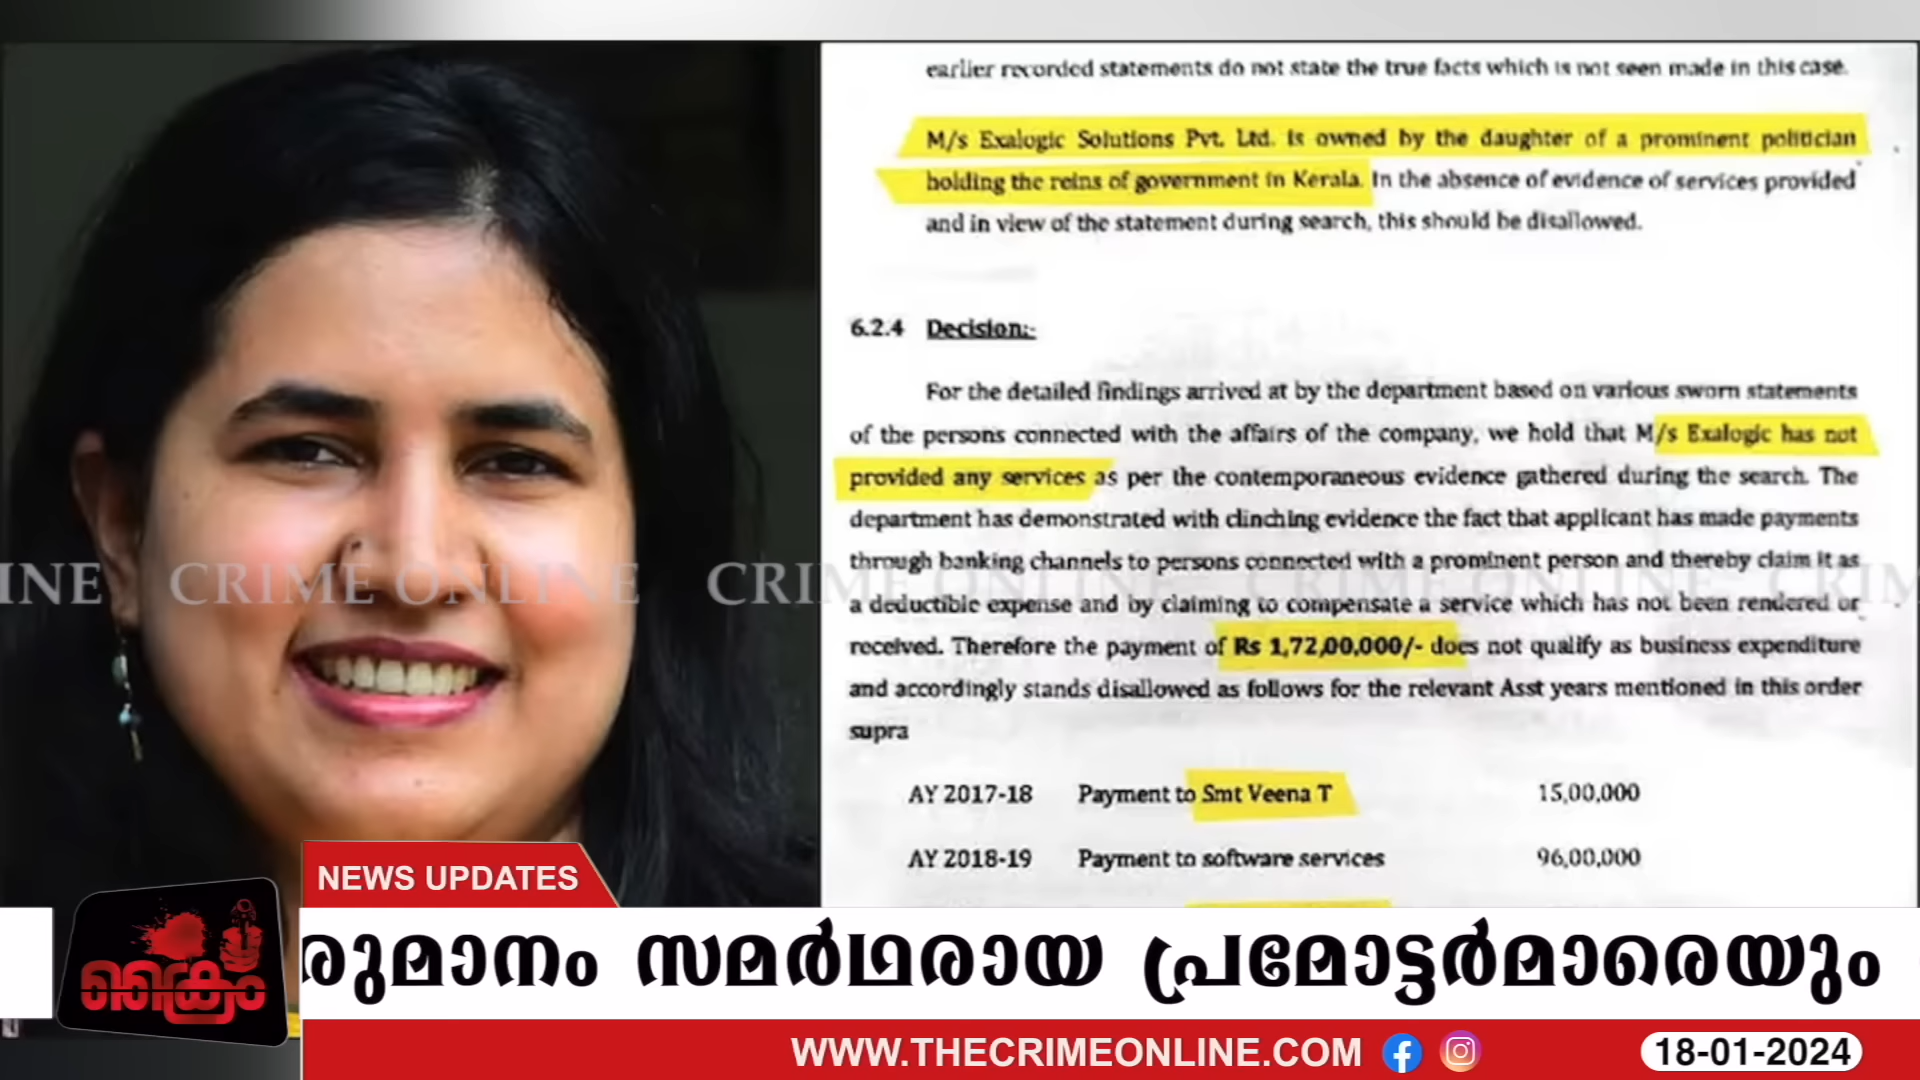 earlier recorded statements do not state the true facts which is not seen made in this case.
M/s Exalogic Solutions Pvt. Ltd. is owned by the daughter of a prominent politician
holding the reins of government in Kerala. In the absence of evidence of services provided
and in view of the statement during search, this should be disallowed.
6.2.4 Decision:-
For the detailed findings arrived at by the department based on various sworn statements
of the persons connected with the affairs of the company, we hold that M/s Exalogic has not
provided any services as per the contemporaneous evidence gathered during the search. The
department has demonstrated with clinching evidence the fact that applicant has made payments
through banking channels to persons connected with a prominent person and thereby claim it as
a deductible expense and by claiming to compensate a service which has not been rendered or
received. Therefore the payment of Rs 1,72,00,000/- does not qualify as business expenditure
and accordingly stands disallowed as follows for the relevant Asst years mentioned in this order
supra
AY 2017-18 Payment to Smt Veena T 15,00,000
AY 2018-19 Payment to software services 96,00,000
INE CRIME ONLINE CRIME ONLINE CRIME ONLINE CRIM
NEWS UPDATES
ക്രൈം
രുമാനം സമർഥരായ പ്രമോട്ടർമാരെയും
WWW.THECRIMEONLINE.COM
18-01-2024